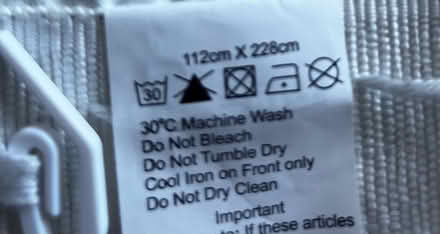 112cm X 228cm
30
30°C Machine Wash
Do Not Bleach
Do Not Tumble Dry
Cool Iron on Front only
Do Not Dry Clean
Important
to: If these articles